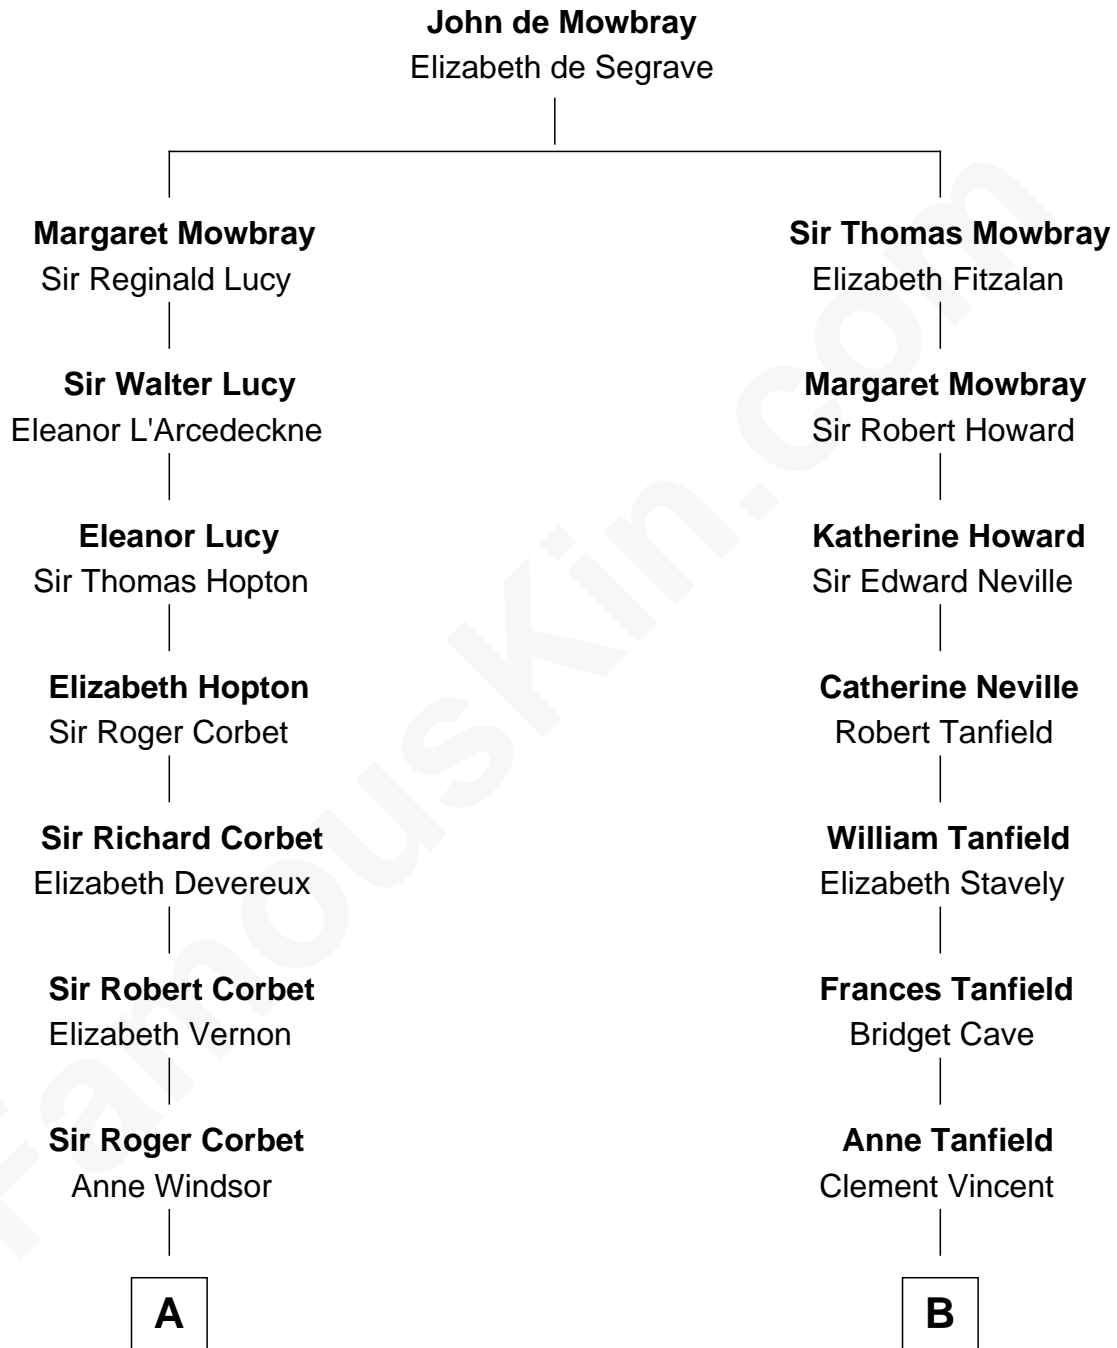 John de Mowbray
Elizabeth de Segrave
Margaret Mowbray
Sir Reginald Lucy
Sir Thomas Mowbray
Elizabeth Fitzalan
Sir Walter Lucy
Eleanor L'Arcedeckne
Margaret Mowbray
Sir Robert Howard
Eleanor Lucy
Sir Thomas Hopton
Katherine Howard
Sir Edward Neville
Elizabeth Hopton
Sir Roger Corbet
Catherine Neville
Robert Tanfield
Sir Richard Corbet
Elizabeth Devereux
William Tanfield
Elizabeth Stavely
Sir Robert Corbet
Elizabeth Vernon
Frances Tanfield
Bridget Cave
Sir Roger Corbet
Anne Windsor
Anne Tanfield
Clement Vincent
A
B
FamousKin.com